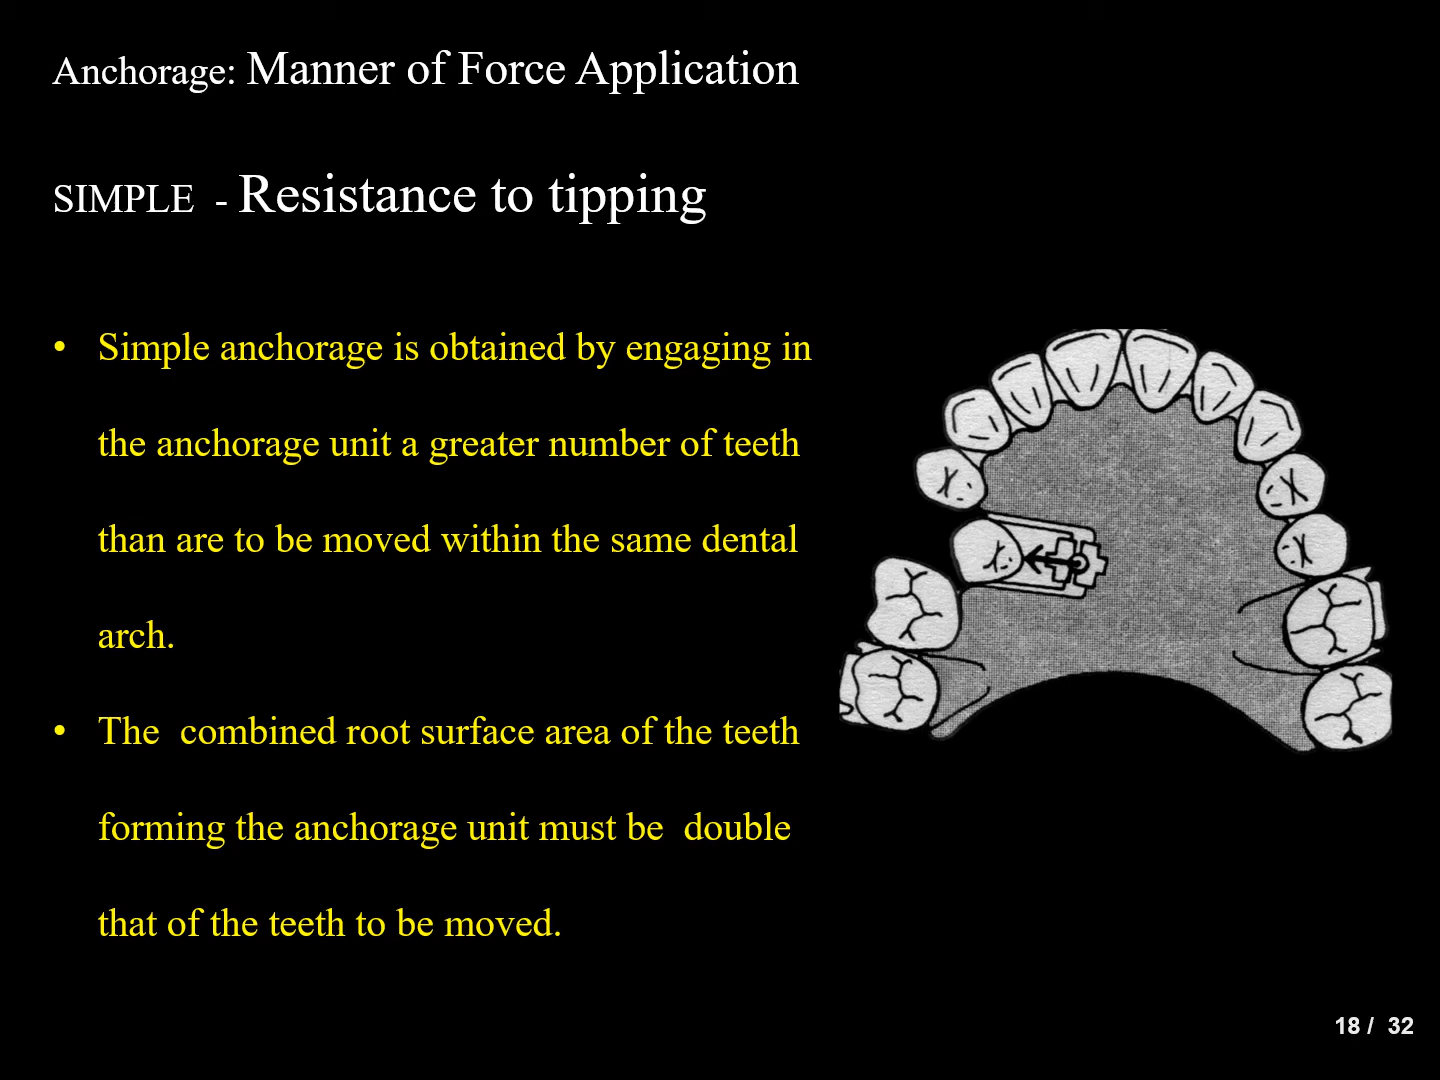 Anchorage: Manner of Force Application
SIMPLE - Resistance to tipping
• Simple anchorage is obtained by engaging in
the anchorage unit a greater number of teeth
than are to be moved within the same dental
arch.
• The combined root surface area of the teeth
forming the anchorage unit must be double
that of the teeth to be moved.
18 / 32